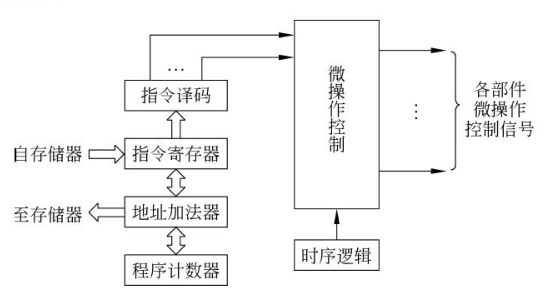 指令译码
自存储器
指令寄存器
至存储器
地址加法器
程序计数器
微操作控制
时序逻辑
各部件
微操作
控制信号
…
…